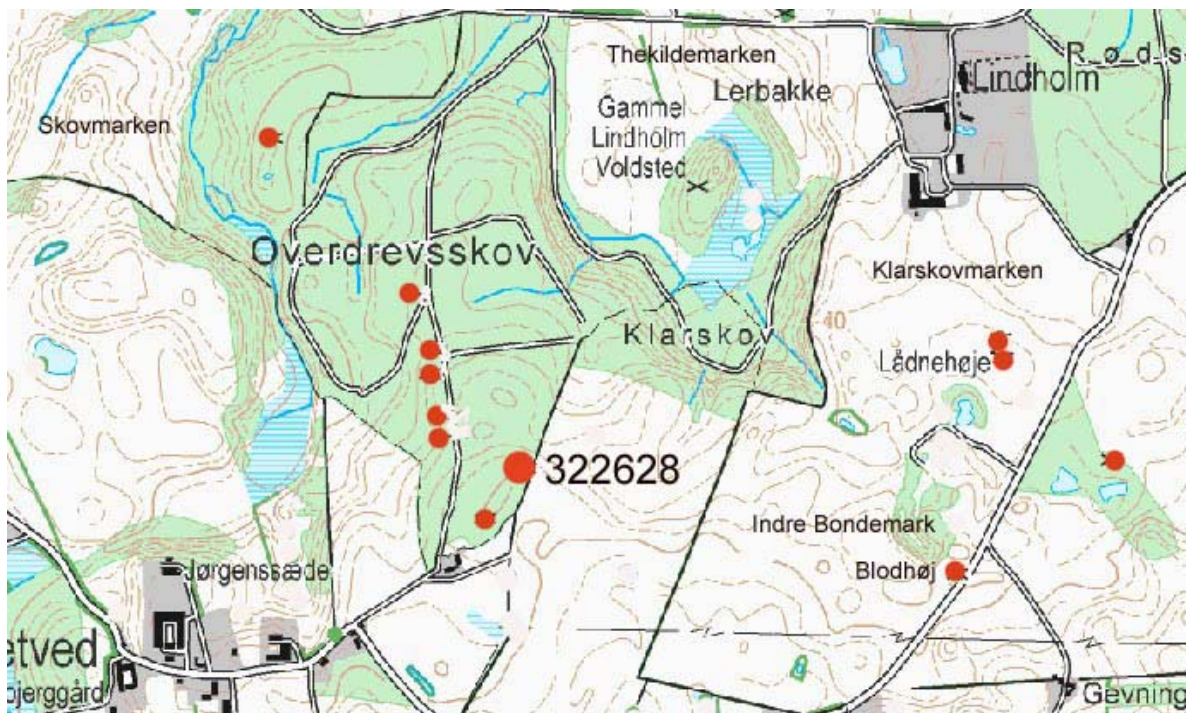 Thekildemarken
R ø d s
Lindholm
Lerbakke
Gammel
Lindholm
Voldsted
Skovmarken
Overdrevsskov
Klarskovmarken
40
Klarskov
Lådnehøje
322628
Indre Bondemark
Blodhøj
Jørgenssæde
etved
bjerggård
Gevning